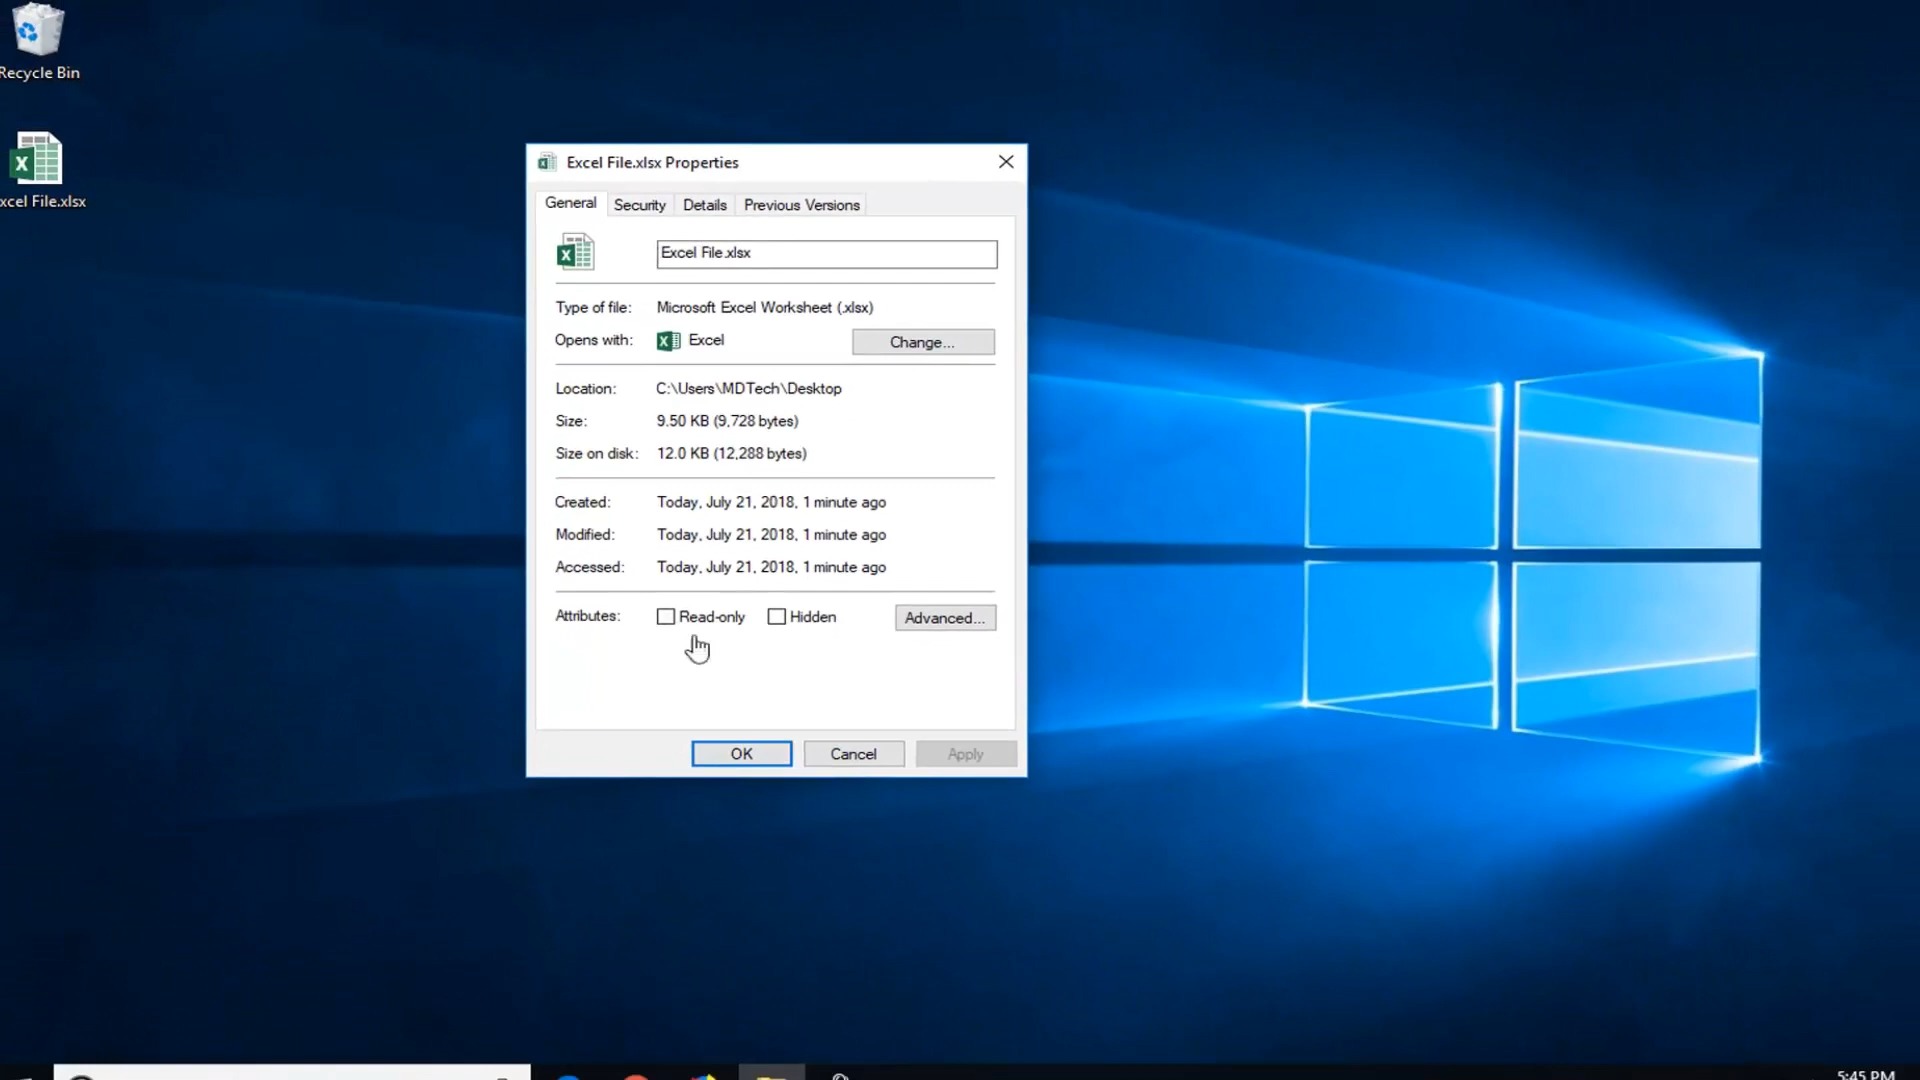 Recycle Bin
xcel File.xlsx
Excel File.xlsx Properties
General Security Details Previous Versions
Excel File.xlsx
Type of file: Microsoft Excel Worksheet (.xlsx)
Opens with: Excel Change...
Location: C:\Users\MDTech\Desktop
Size: 9.50 KB (9,728 bytes)
Size on disk: 12.0 KB (12,288 bytes)
Created: Today, July 21, 2018, 1 minute ago
Modified: Today, July 21, 2018, 1 minute ago
Accessed: Today, July 21, 2018, 1 minute ago
Attributes: Read-only Hidden Advanced...
OK Cancel Apply
5:45 PM